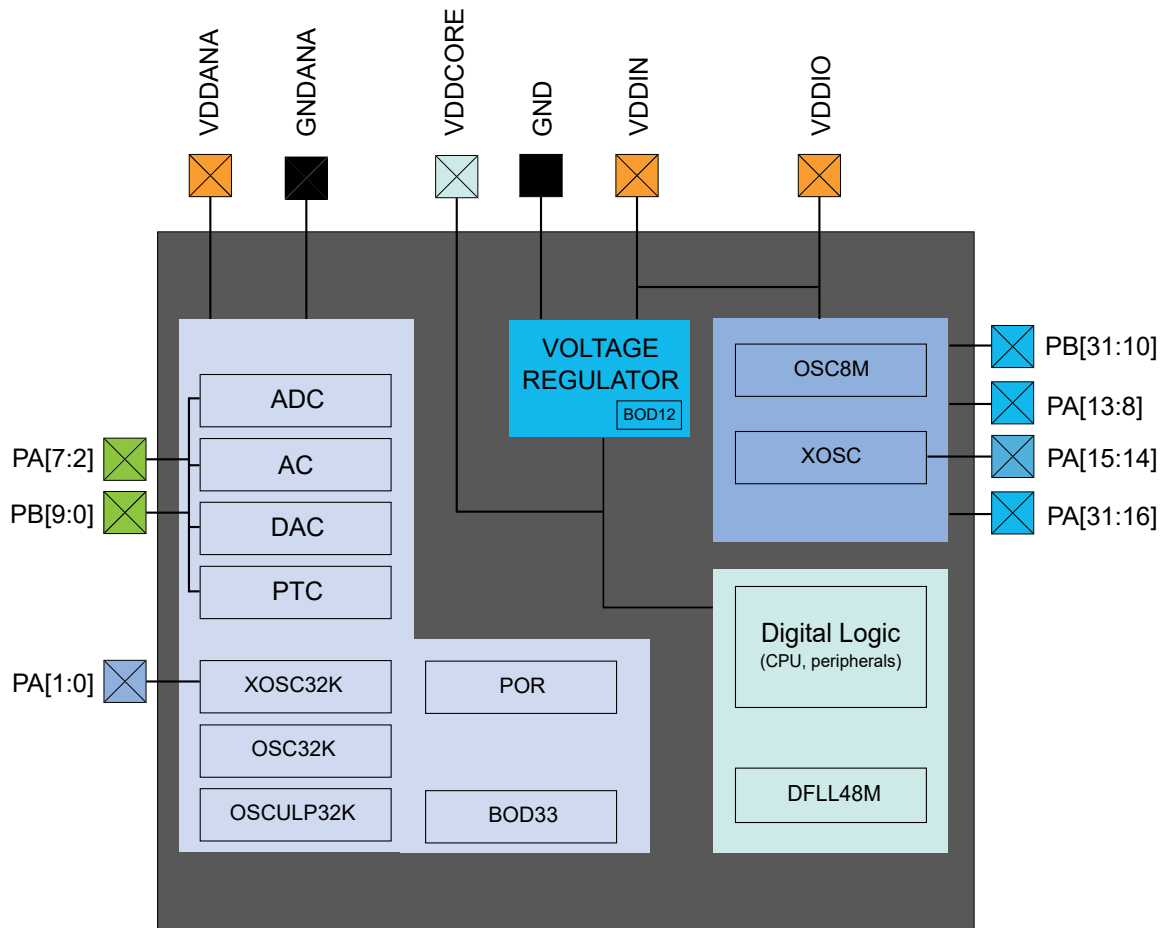 VDDANA
GNDANA
VDDCORE
GND
VDDIN
VDDIO
VOLTAGE
REGULATOR
BOD12
OSC8M
XOSC
PB[31:10]
PA[13:8]
PA[15:14]
PA[31:16]
ADC
AC
DAC
PTC
PA[7:2]
PB[9:0]
PA[1:0]
XOSC32K
OSC32K
OSCULP32K
POR
BOD33
Digital Logic
(CPU, peripherals)
DFLL48M